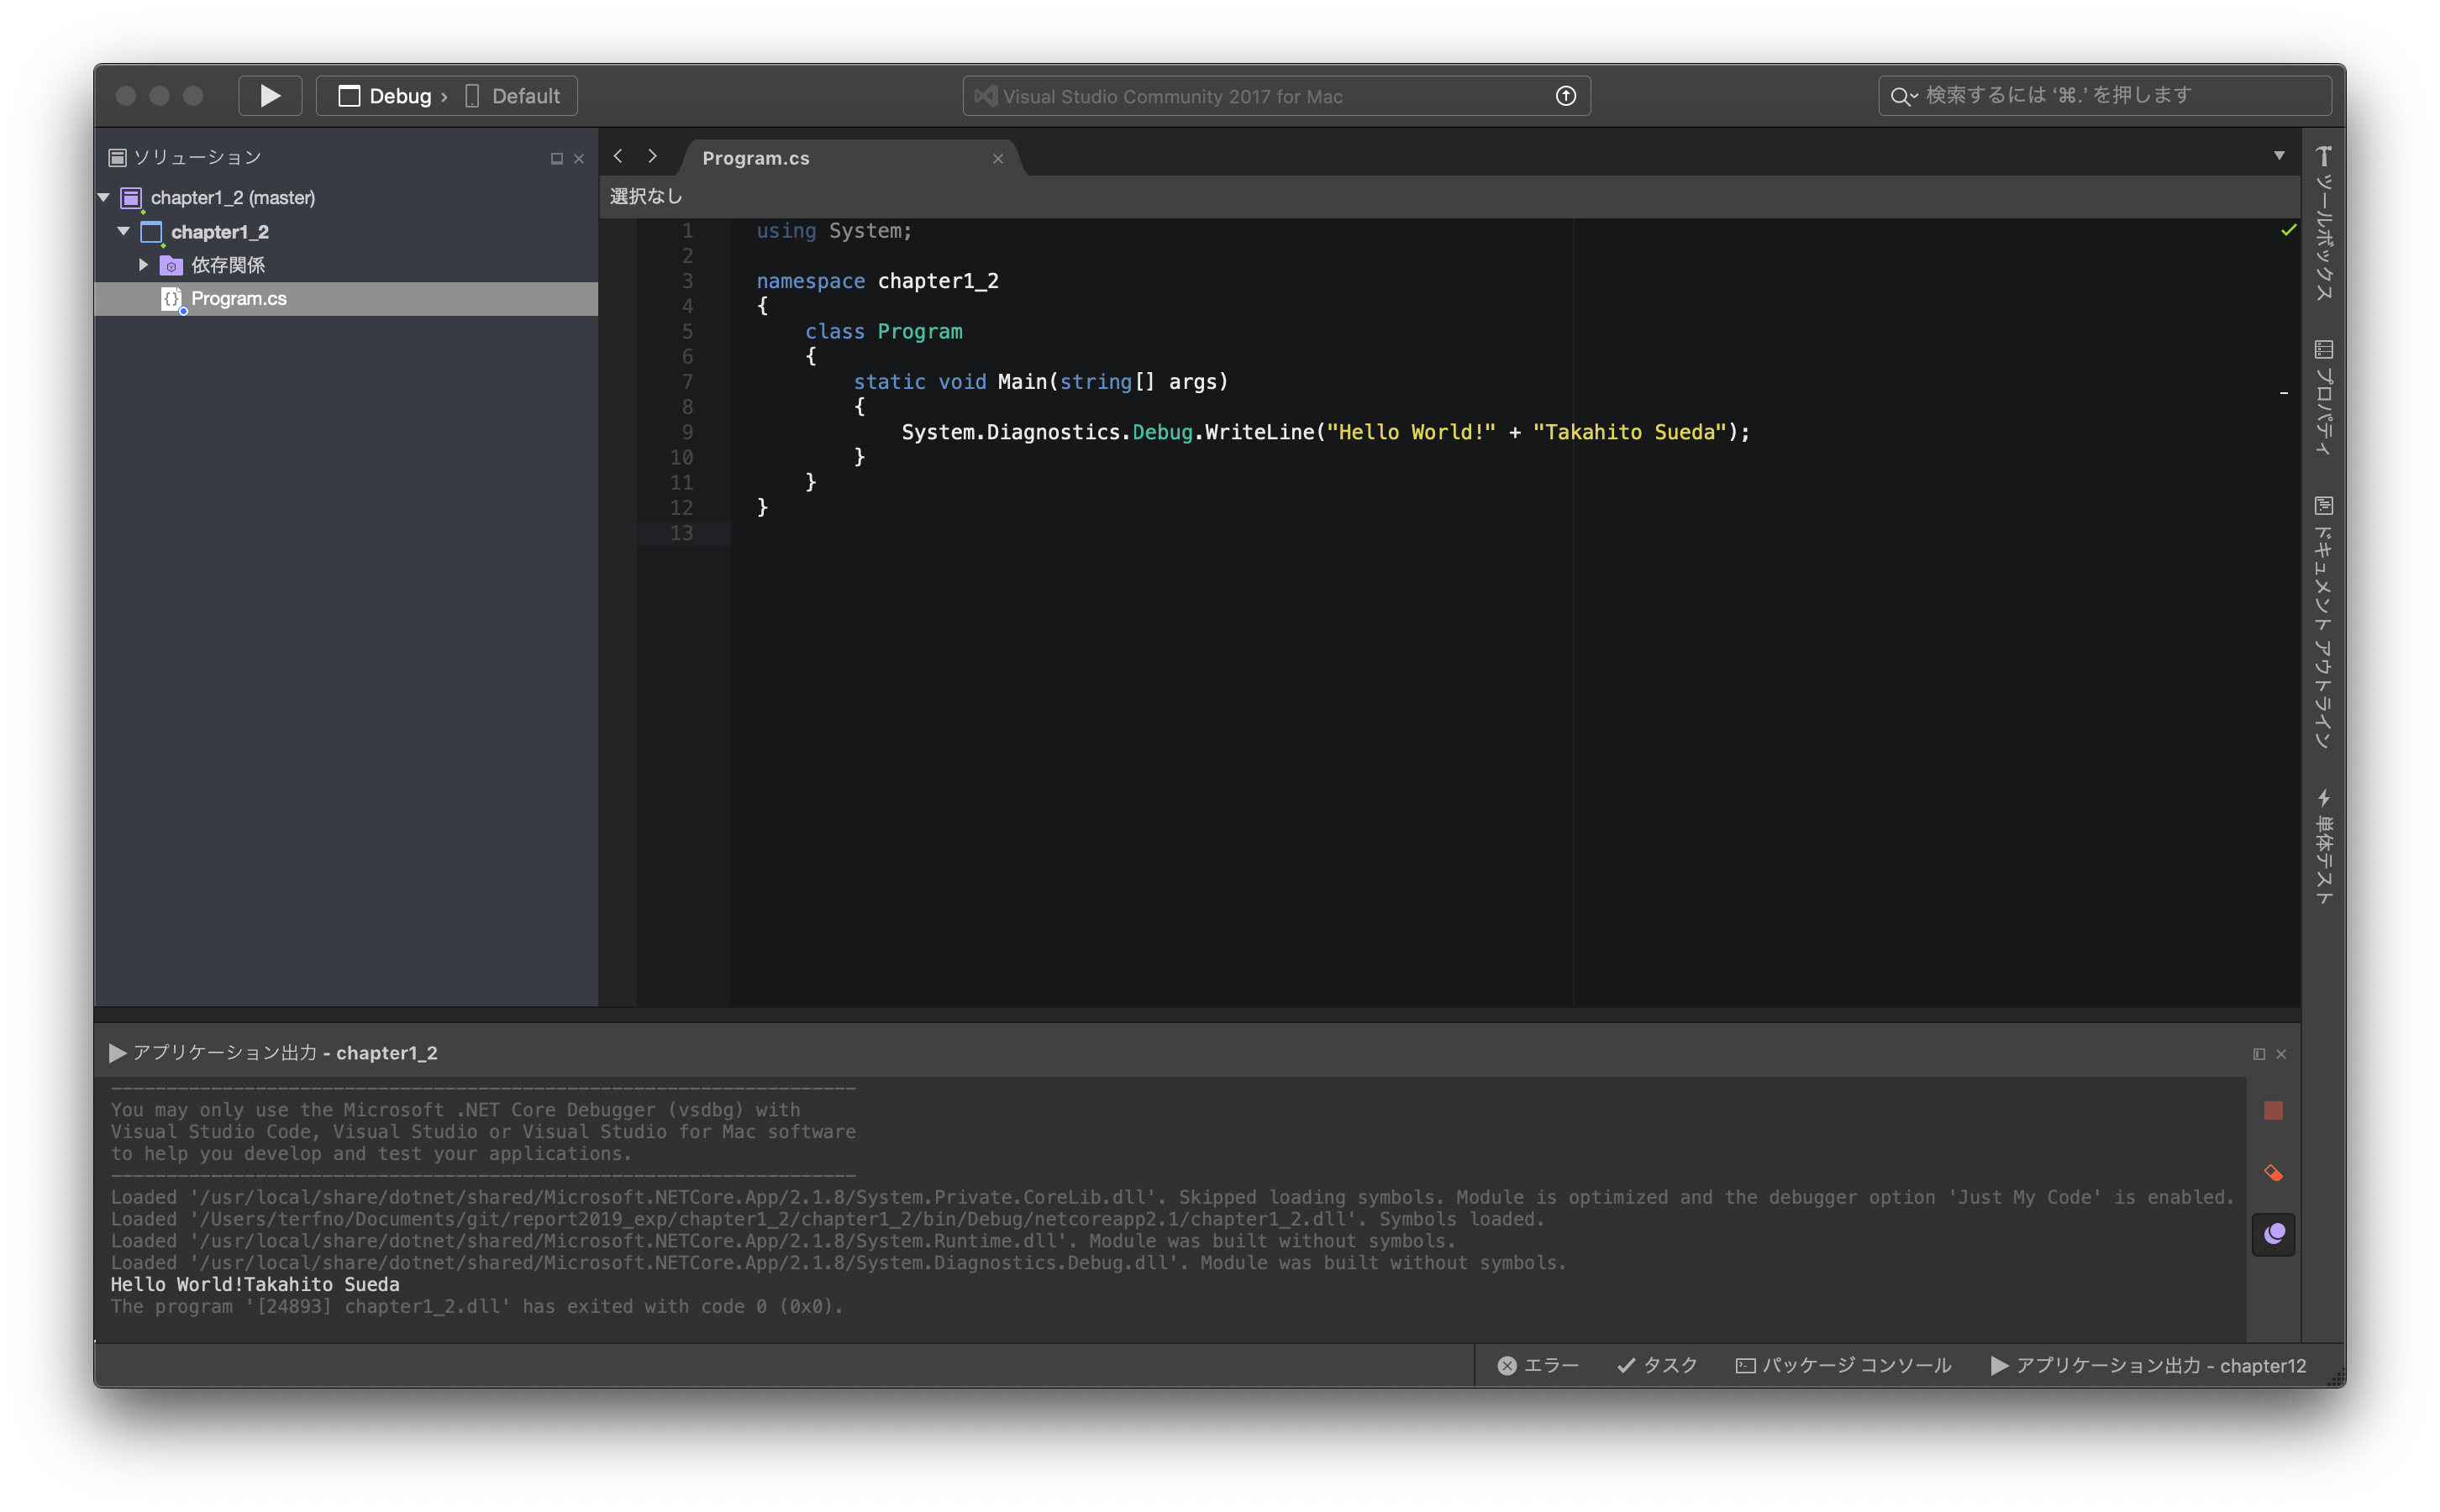 Debug › Default
Visual Studio Community 2017 for Mac
検索するには ‘⌘.’ を押します
ソリューション
chapter1_2 (master)
chapter1_2
依存関係
Program.cs
Program.cs
選択なし
1 using System;
2
3 namespace chapter1_2
4 {
5     class Program
6     {
7         static void Main(string[] args)
8         {
9             System.Diagnostics.Debug.WriteLine("Hello World!" + "Takahito Sueda");
10         }
11     }
12 }
13
ツールボックス
プロパティ
ドキュメント アウトライン
単体テスト
アプリケーション出力 - chapter1_2
-------------------------------------------------------------------
You may only use the Microsoft .NET Core Debugger (vsdbg) with
Visual Studio Code, Visual Studio or Visual Studio for Mac software
to help you develop and test your applications.
-------------------------------------------------------------------
Loaded '/usr/local/share/dotnet/shared/Microsoft.NETCore.App/2.1.8/System.Private.CoreLib.dll'. Skipped loading symbols. Module is optimized and the debugger option 'Just My Code' is enabled.
Loaded '/Users/terfno/Documents/git/report2019_exp/chapter1_2/chapter1_2/bin/Debug/netcoreapp2.1/chapter1_2.dll'. Symbols loaded.
Loaded '/usr/local/share/dotnet/shared/Microsoft.NETCore.App/2.1.8/System.Runtime.dll'. Module was built without symbols.
Loaded '/usr/local/share/dotnet/shared/Microsoft.NETCore.App/2.1.8/System.Diagnostics.Debug.dll'. Module was built without symbols.
Hello World!Takahito Sueda
The program '[24893] chapter1_2.dll' has exited with code 0 (0x0).
エラー
タスク
パッケージ コンソール
アプリケーション出力 - chapter12